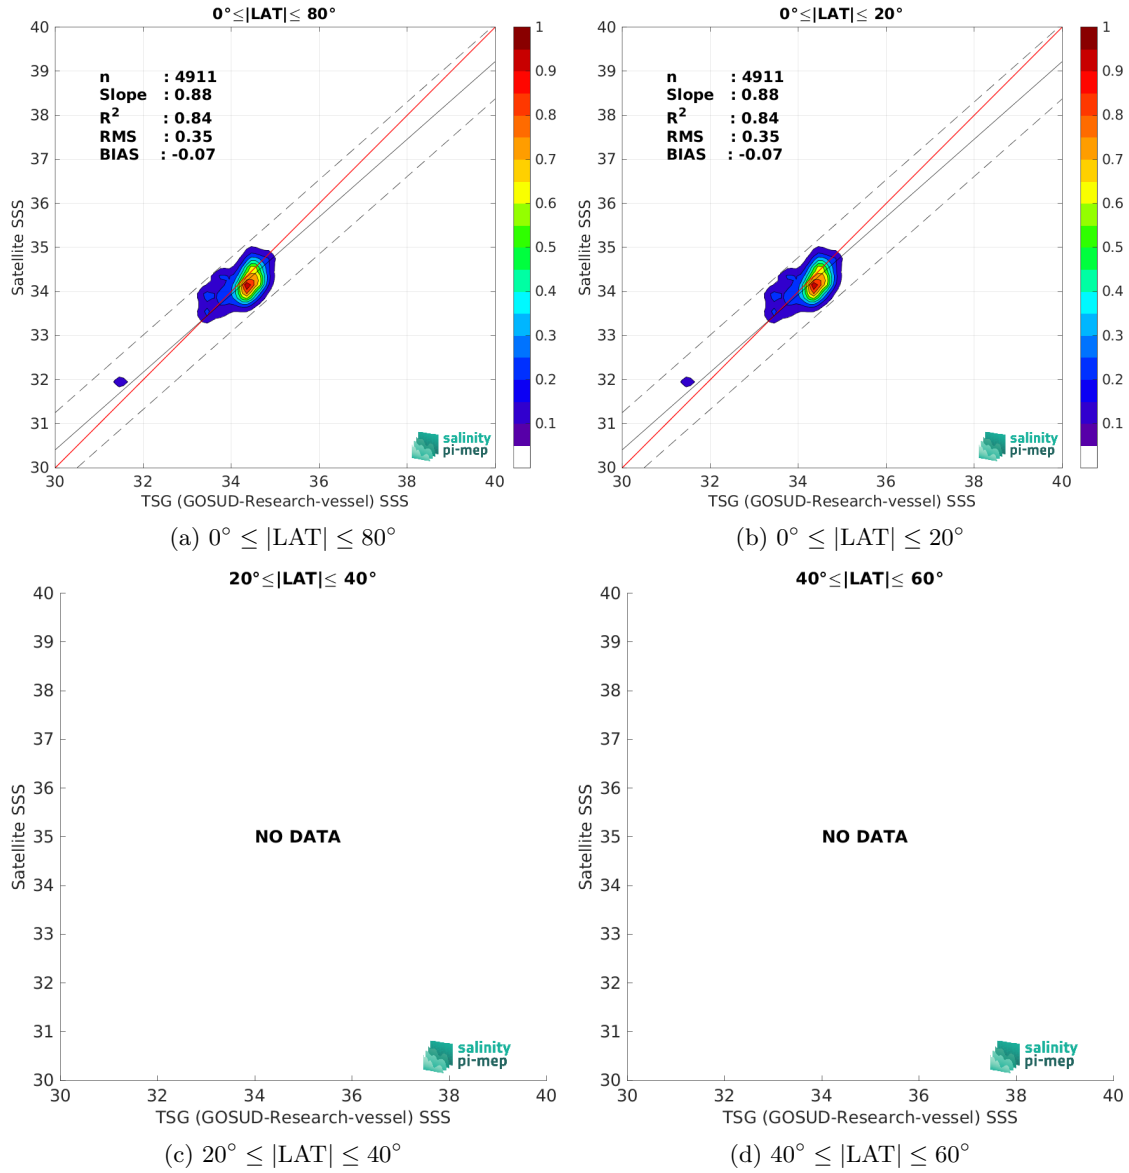 0°≤|LAT|≤ 80°
n : 4911
Slope : 0.88
R² : 0.84
RMS : 0.35
BIAS : -0.07
40
39
38
37
36
35
34
33
32
31
30
Satellite SSS
30
32
34
36
38
40
TSG (GOSUD-Research-vessel) SSS
1
0.9
0.8
0.7
0.6
0.5
0.4
0.3
0.2
0.1
salinity
pi-mep
(a) 0° ≤ |LAT| ≤ 80°
0°≤|LAT|≤ 20°
n : 4911
Slope : 0.88
R² : 0.84
RMS : 0.35
BIAS : -0.07
40
39
38
37
36
35
34
33
32
31
30
Satellite SSS
30
32
34
36
38
40
TSG (GOSUD-Research-vessel) SSS
1
0.9
0.8
0.7
0.6
0.5
0.4
0.3
0.2
0.1
salinity
pi-mep
(b) 0° ≤ |LAT| ≤ 20°
20°≤|LAT|≤ 40°
40
39
38
37
36
35
34
33
32
31
30
Satellite SSS
NO DATA
30
32
34
36
38
40
TSG (GOSUD-Research-vessel) SSS
salinity
pi-mep
(c) 20° ≤ |LAT| ≤ 40°
40°≤|LAT|≤ 60°
40
39
38
37
36
35
34
33
32
31
30
Satellite SSS
NO DATA
30
32
34
36
38
40
TSG (GOSUD-Research-vessel) SSS
salinity
pi-mep
(d) 40° ≤ |LAT| ≤ 60°